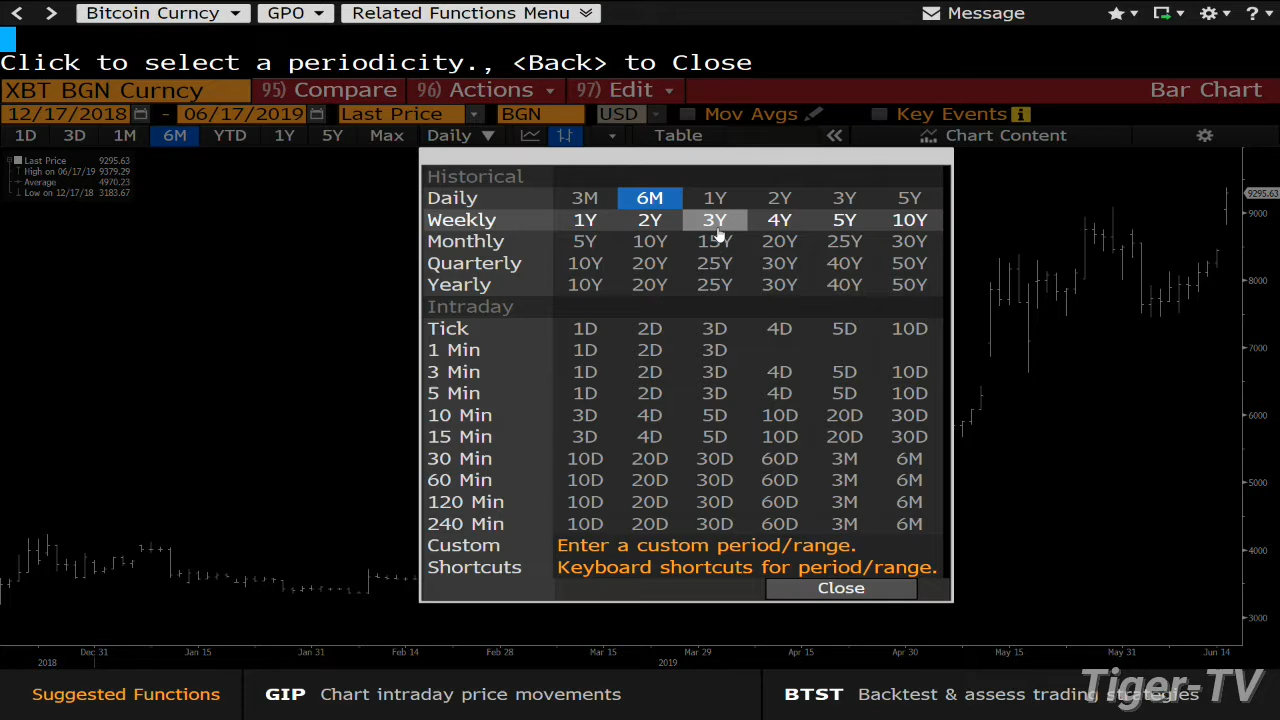 Bitcoin Curncy GPO Related Functions Menu Message ?
Click to select a periodicity., <Back> to Close
XBT BGN Curncy 95) Compare 96) Actions 97) Edit Bar Chart
12/17/2018 - 06/17/2019 Last Price BGN USD Mov Avgs Key Events
1D 3D 1M 6M YTD 1Y 5Y Max Daily Table Chart Content
Last Price 9295.63
High on 06/17/19 9379.29
Average 4970.23
Low on 12/17/18 3183.67
Historical
Daily 3M 6M 1Y 2Y 3Y 5Y
Weekly 1Y 2Y 3Y 4Y 5Y 10Y
Monthly 5Y 10Y 15Y 20Y 25Y 30Y
Quarterly 10Y 20Y 25Y 30Y 40Y 50Y
Yearly 10Y 20Y 25Y 30Y 40Y 50Y
Intraday
Tick 1D 2D 3D 4D 5D 10D
1 Min 1D 2D 3D
3 Min 1D 2D 3D 4D 5D 10D
5 Min 1D 2D 3D 4D 5D 10D
10 Min 3D 4D 5D 10D 20D 30D
15 Min 3D 4D 5D 10D 20D 30D
30 Min 10D 20D 30D 60D 3M 6M
60 Min 10D 20D 30D 60D 3M 6M
120 Min 10D 20D 30D 60D 3M 6M
240 Min 10D 20D 30D 60D 3M 6M
Custom Enter a custom period/range.
Shortcuts Keyboard shortcuts for period/range.
Close
9295.63
9000
8000
7000
6000
5000
4000
3000
Dec 31 Jan 15 Jan 31 Feb 14 Feb 28 Mar 15 Mar 29 Apr 15 Apr 30 May 15 May 31 Jun 14
2018 2019
Suggested Functions GIP Chart intraday price movements BTST Backtest & assess trading strategies
Tiger-TV